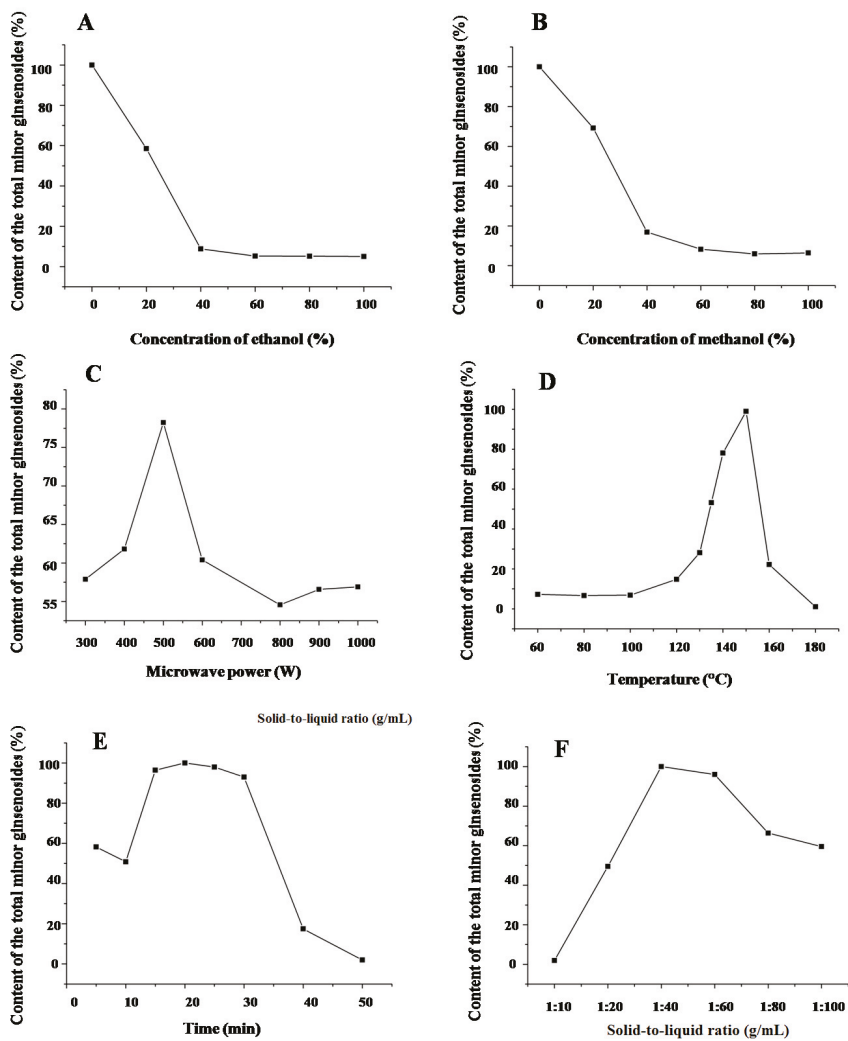 A
Content of the total minor ginsenosides (%)
100
80
60
40
20
0
0 20 40 60 80 100
Concentration of ethanol (%)
B
Content of the total minor ginsenosides (%)
100
80
60
40
20
0
0 20 40 60 80 100
Concentration of methanol (%)
C
Content of the total minor ginsenosides (%)
80
75
70
65
60
55
300 400 500 600 700 800 900 1000
Microwave power (W)
D
Content of the total minor ginsenosides (%)
100
80
60
40
20
0
60 80 100 120 140 160 180
Temperature (°C)
Solid-to-liquid ratio (g/mL)
E
Content of the total minor ginsenosides (%)
100
80
60
40
20
0
0 10 20 30 40 50
Time (min)
F
Content of the total minor ginsenosides (%)
100
80
60
40
20
0
1:10 1:20 1:40 1:60 1:80 1:100
Solid-to-liquid ratio (g/mL)